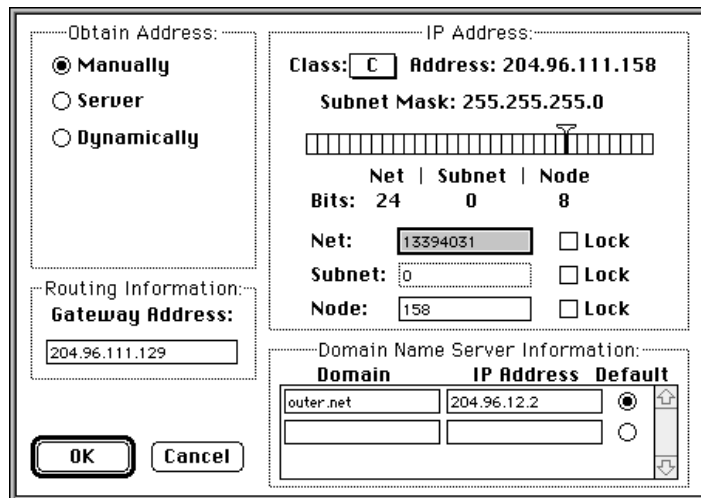 Obtain Address:
Manually
Server
Dynamically
Routing Information:
Gateway Address:
204.96.111.129
OK
Cancel
IP Address:
Class: C Address: 204.96.111.158
Subnet Mask: 255.255.255.0
Net | Subnet | Node
Bits: 24 0 8
Net: 13394031 Lock
Subnet: 0 Lock
Node: 158 Lock
Domain Name Server Information:
Domain IP Address Default
outer.net 204.96.12.2